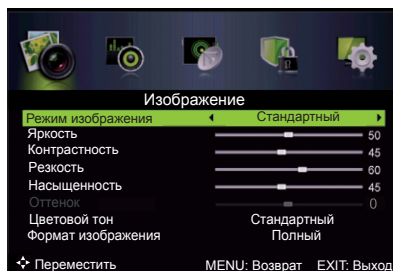 Изображение
Режим изображения Стандартный
Яркость 50
Контрастность 45
Резкость 60
Насыщенность 45
Оттенок 0
Цветовой тон Стандартный
Формат изображения Полный
Переместить MENU: Возврат EXIT: Выход